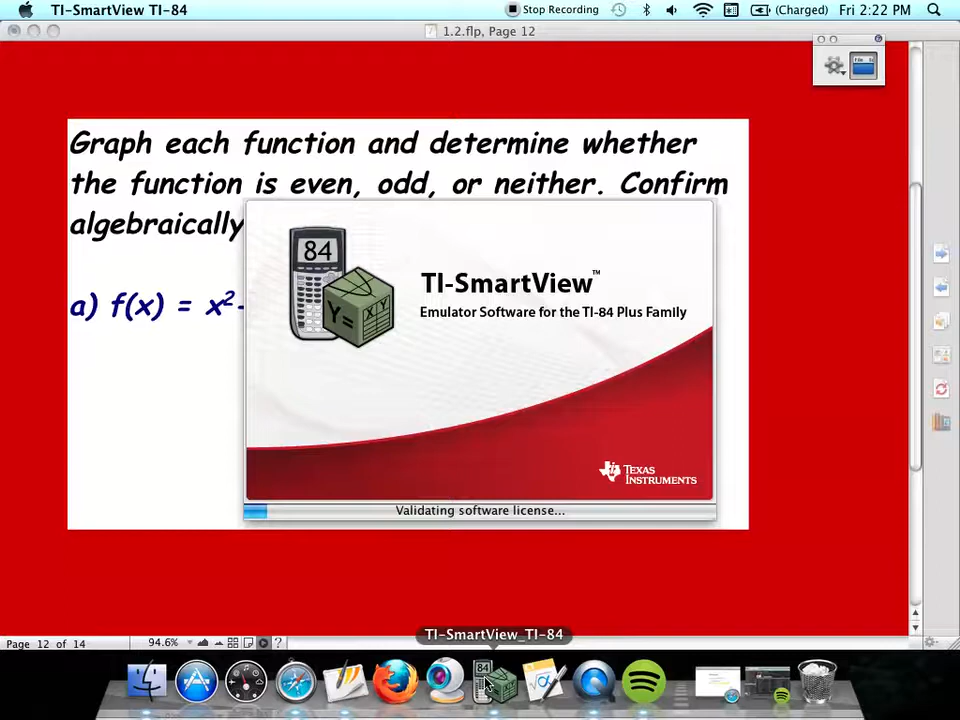 TI-SmartView TI-84
Stop Recording
(Charged) Fri 2:22 PM
1.2.flp, Page 12
Graph each function and determine whether
the function is even, odd, or neither. Confirm
algebraically
a) f(x) = x²-
84
Y=
X Y
TI-SmartView™
Emulator Software for the TI-84 Plus Family
TEXAS
INSTRUMENTS
Validating software license...
TI-SmartView_TI-84
Page 12 of 14
94.6%
?
84